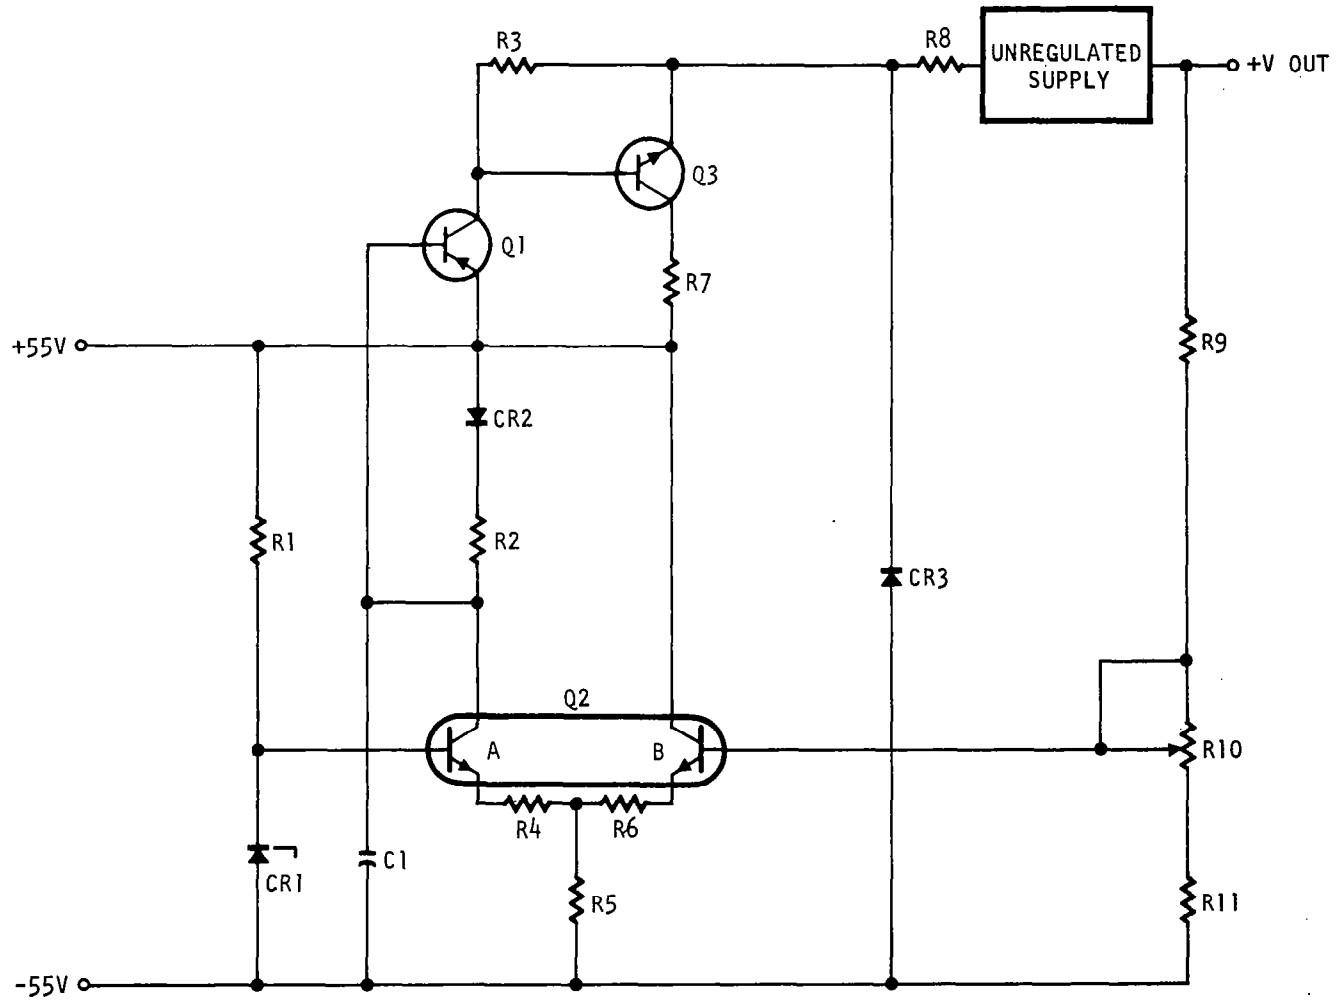 R3
R8
UNREGULATED
SUPPLY
+V OUT
Q3
Q1
R7
+55V
R9
CR2
R1
R2
CR3
Q2
A
B
R10
R4
R6
C1
CR1
R5
R11
-55V